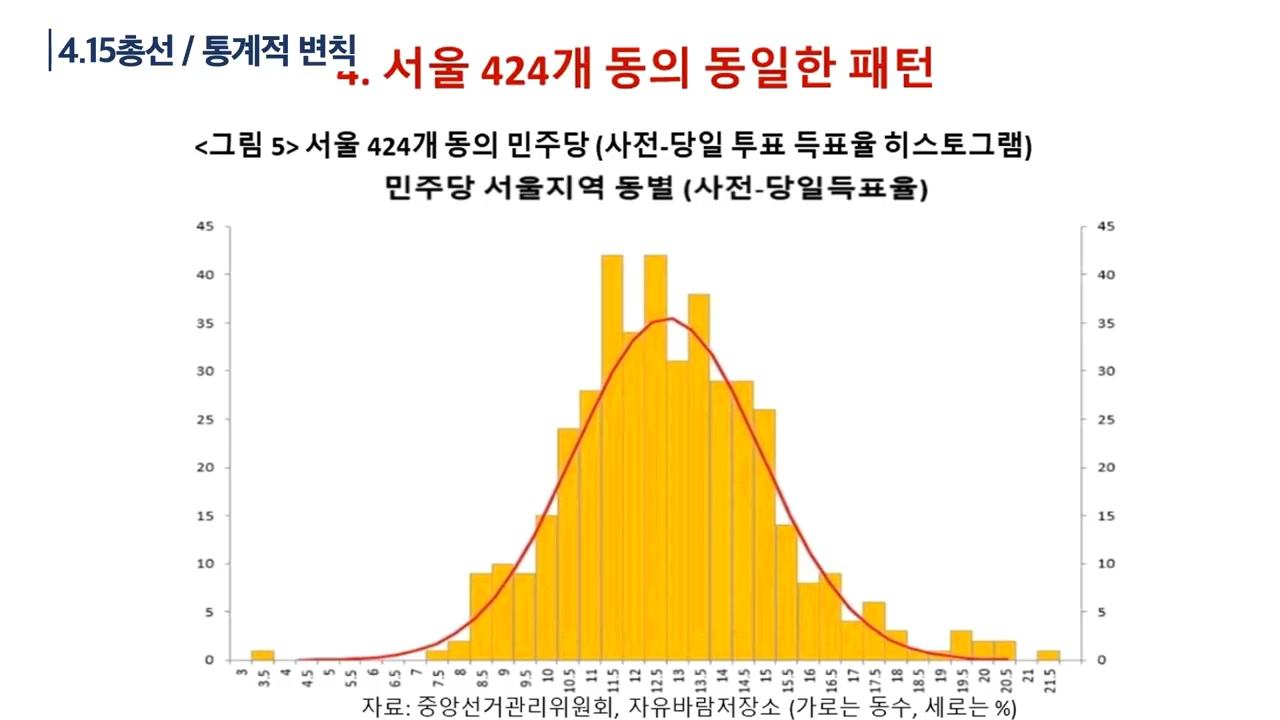 4.15총선 / 통계적 변칙
4. 서울 424개 동의 동일한 패턴
<그림 5> 서울 424개 동의 민주당 (사전-당일 투표 득표율 히스토그램)
민주당 서울지역 동별 (사전-당일득표율)
45 45
40 40
35 35
30 30
25 25
20 20
15 15
10 10
5 5
0 0
3 3.5 4 4.5 5 5.5 6 6.5 7 7.5 8 8.5 9 9.5 10 10.5 11 11.5 12 12.5 13 13.5 14 14.5 15 15.5 16 16.5 17 17.5 18 18.5 19 19.5 20 20.5 21 21.5
자료: 중앙선거관리위원회, 자유바람저장소 (가로는 동수, 세로는 %)